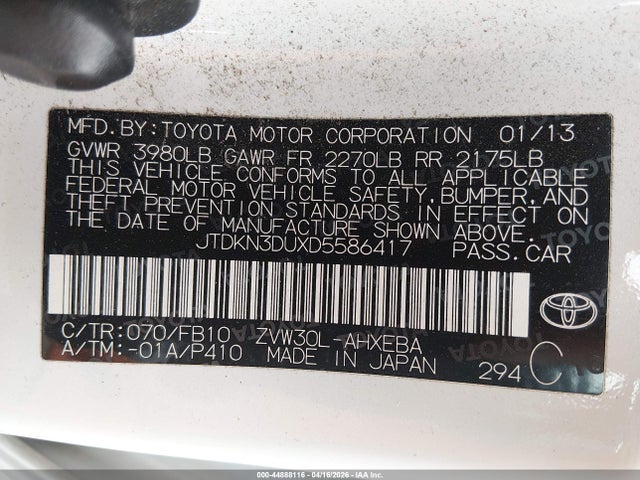 MFD.BY:TOYOTA MOTOR CORPORATION 01/13
GVWR 3980LB GAWR FR 2270LB RR 2175LB
THIS VEHICLE CONFORMS TO ALL APPLICABLE
FEDERAL MOTOR VEHICLE SAFETY,BUMPER,AND
THEFT PREVENTION STANDARDS IN EFFECT ON
THE DATE OF MANUFACTURE SHOWN ABOVE.
JTDKN3DUXD5586417 PASS.CAR
C/TR:070/FB10 ZVW30L-AHXEBA
A/TM:-01A/P410 MADE IN JAPAN 294 C
000-44888116 | 04/16/2026 - IAA Inc.